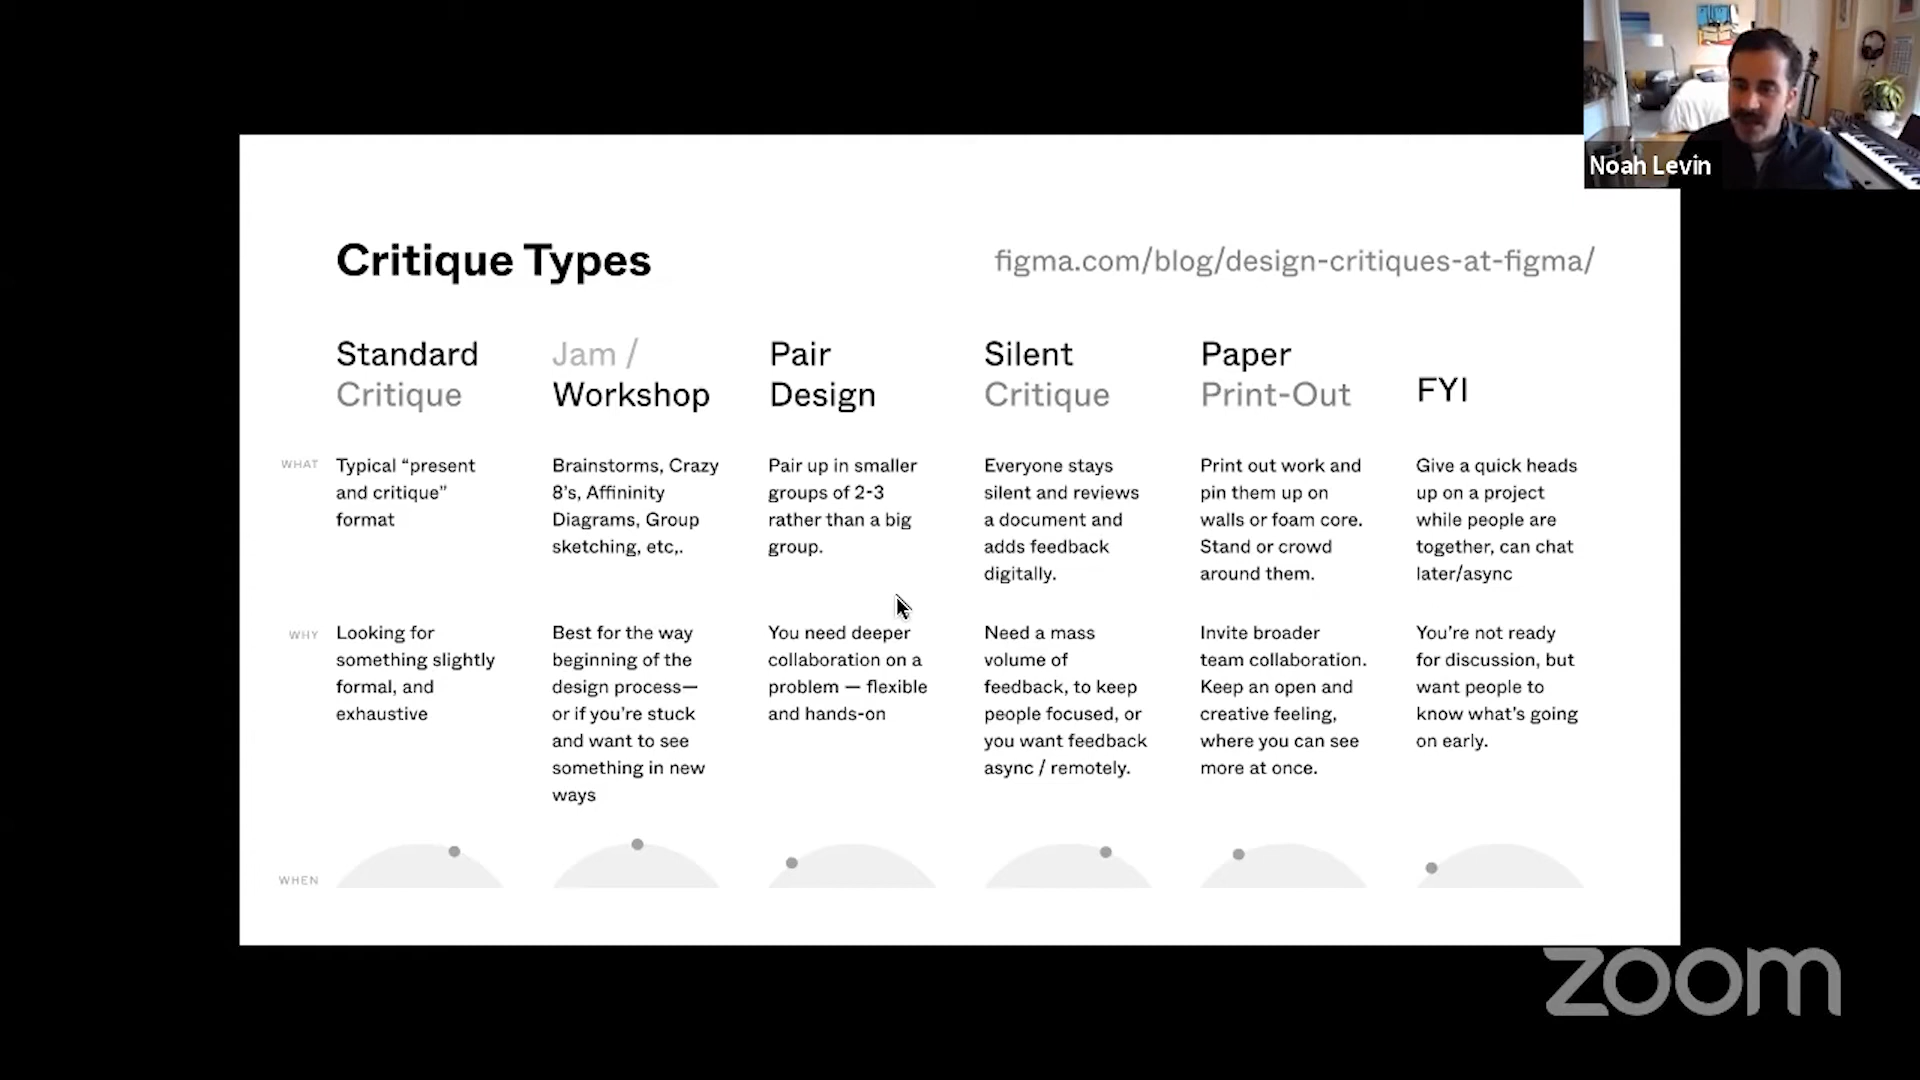 Noah Levin
Critique Types
figma.com/blog/design-critiques-at-figma/
Standard
Critique
Jam /
Workshop
Pair
Design
Silent
Critique
Paper
Print-Out
FYI
WHAT
Typical “present
and critique”
format
Brainstorms, Crazy
8’s, Affininity
Diagrams, Group
sketching, etc,.
Pair up in smaller
groups of 2-3
rather than a big
group.
Everyone stays
silent and reviews
a document and
adds feedback
digitally.
Print out work and
pin them up on
walls or foam core.
Stand or crowd
around them.
Give a quick heads
up on a project
while people are
together, can chat
later/async
WHY
Looking for
something slightly
formal, and
exhaustive
Best for the way
beginning of the
design process—
or if you’re stuck
and want to see
something in new
ways
You need deeper
collaboration on a
problem — flexible
and hands-on
Need a mass
volume of
feedback, to keep
people focused, or
you want feedback
async / remotely.
Invite broader
team collaboration.
Keep an open and
creative feeling,
where you can see
more at once.
You’re not ready
for discussion, but
want people to
know what’s going
on early.
WHEN
zoom